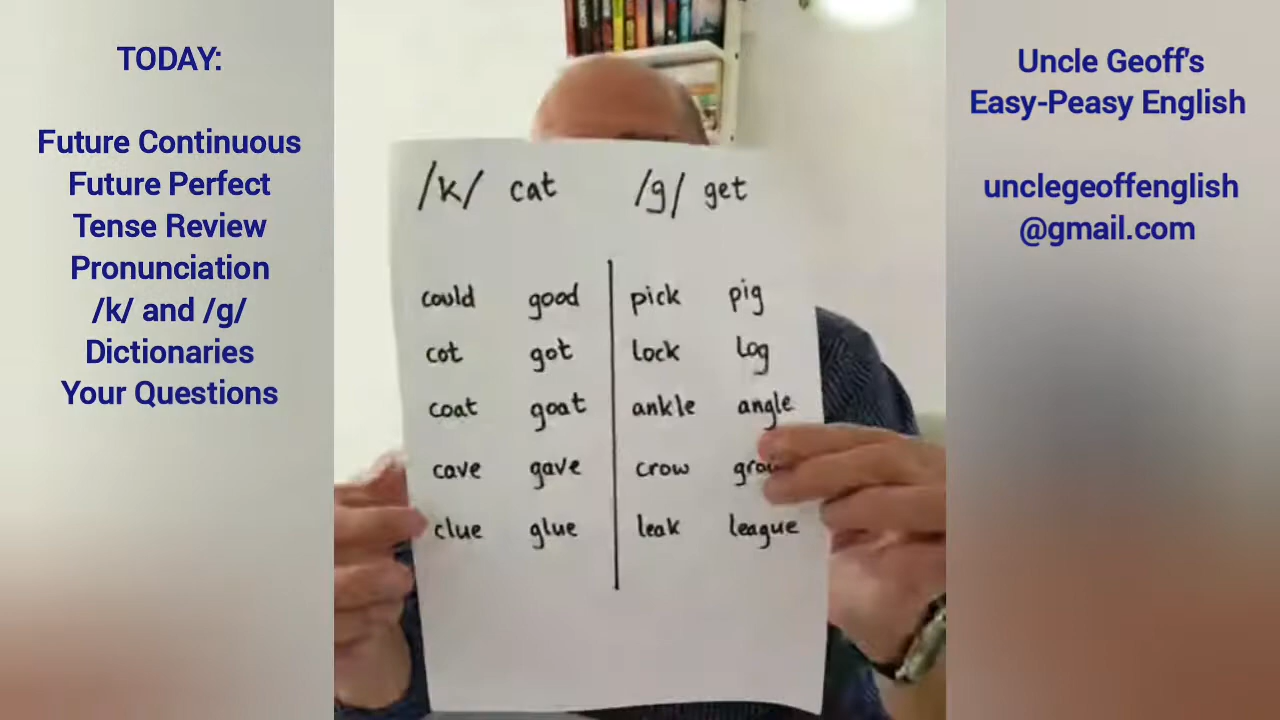 TODAY:
Future Continuous
Future Perfect
Tense Review
Pronunciation
/k/ and /g/
Dictionaries
Your Questions
/k/ cat /g/ get
could good pick pig
cot got lock log
coat goat ankle angle
cave gave crow
clue glue leak league
Uncle Geoff's
Easy-Peasy English
unclegeoffenglish
@gmail.com